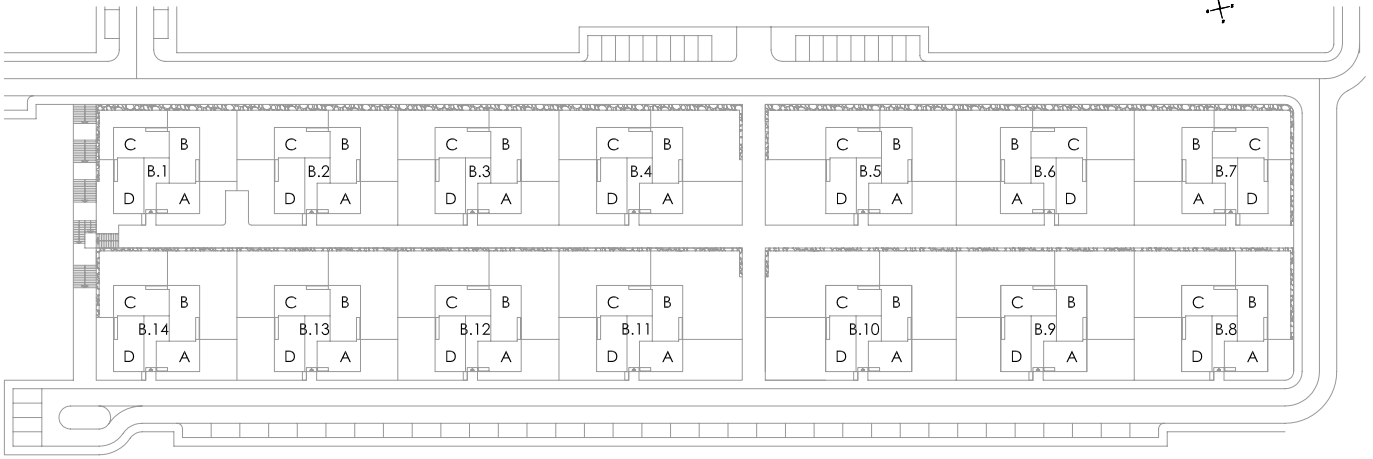 C B C B C B C B C B B C B C
B.1 B.2 B.3 B.4 B.5 B.6 B.7
D A D A D A D A D A A D A D
C B C B C B C B C B C B C B
B.14 B.13 B.12 B.11 B.10 B.9 B.8
D A D A D A D A D A D A D A